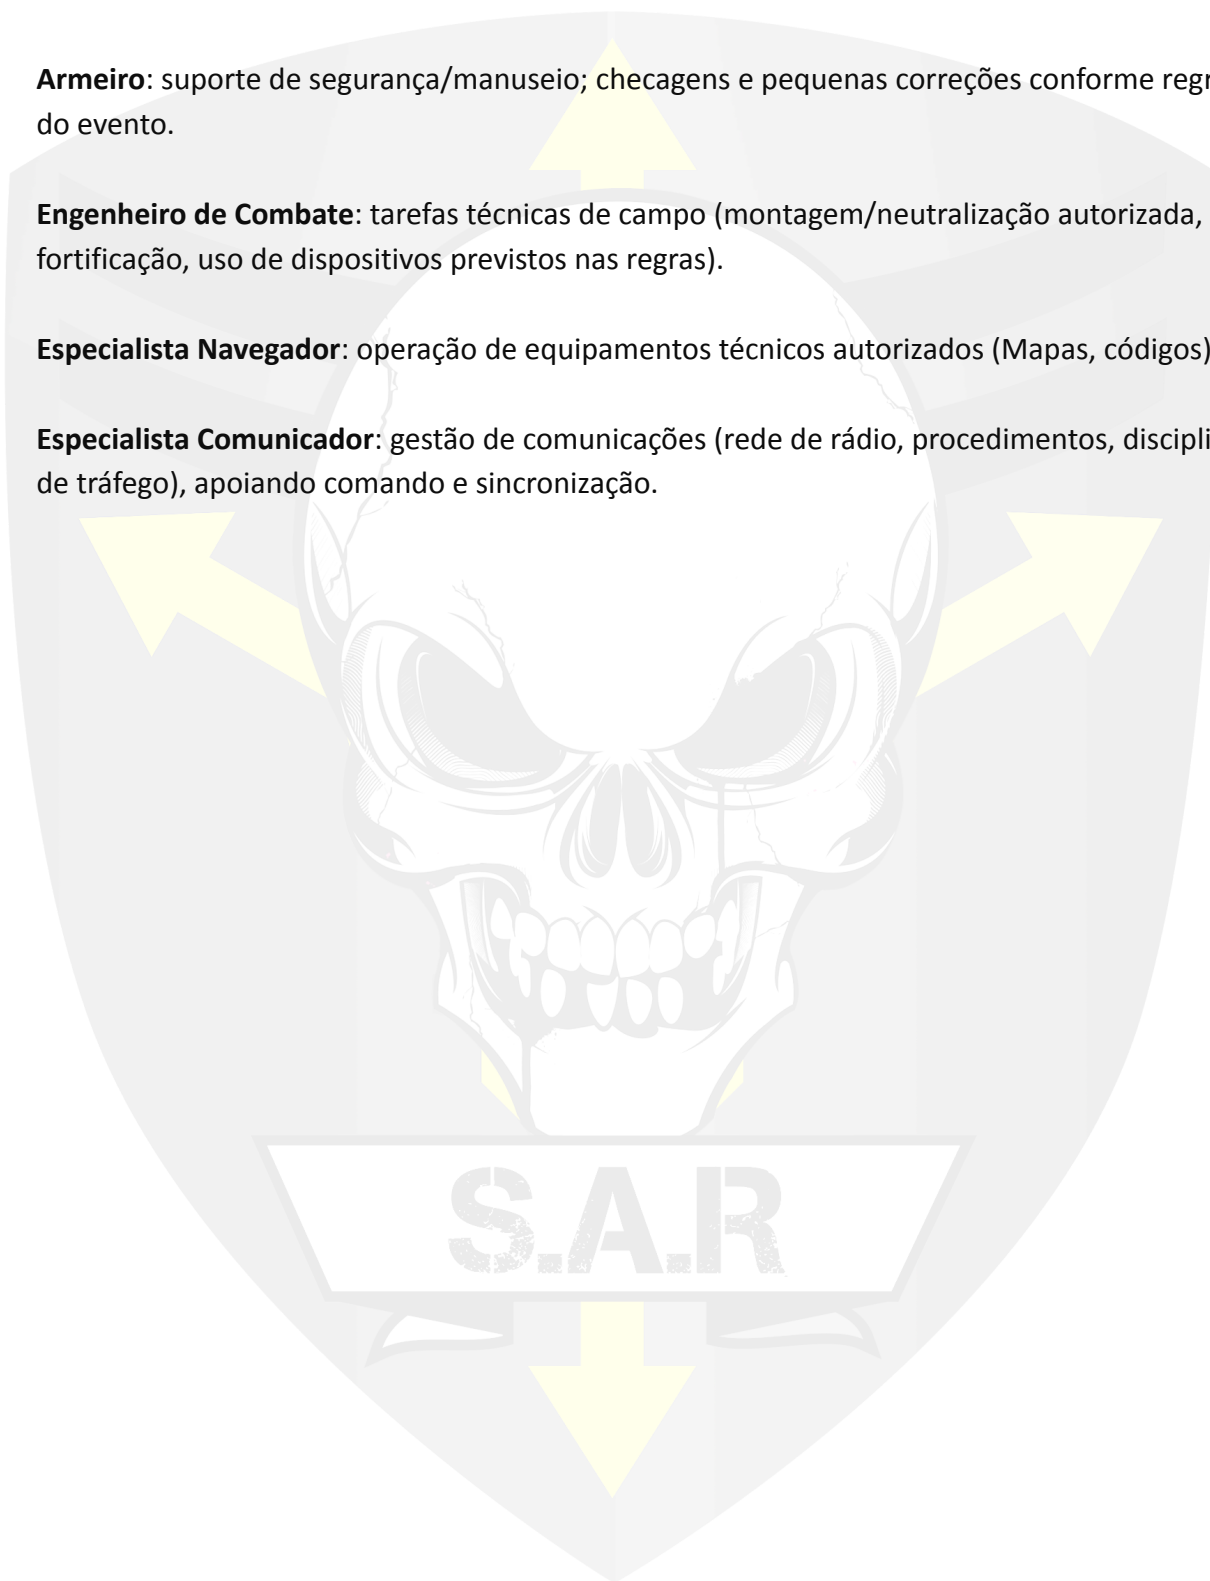 Armeiro: suporte de segurança/manuseio; checagens e pequenas correções conforme regr
do evento.
Engenheiro de Combate: tarefas técnicas de campo (montagem/neutralização autorizada,
fortificação, uso de dispositivos previstos nas regras).
Especialista Navegador: operação de equipamentos técnicos autorizados (Mapas, códigos)
Especialista Comunicador: gestão de comunicações (rede de rádio, procedimentos, discipli
de tráfego), apoiando comando e sincronização.
S.A.R